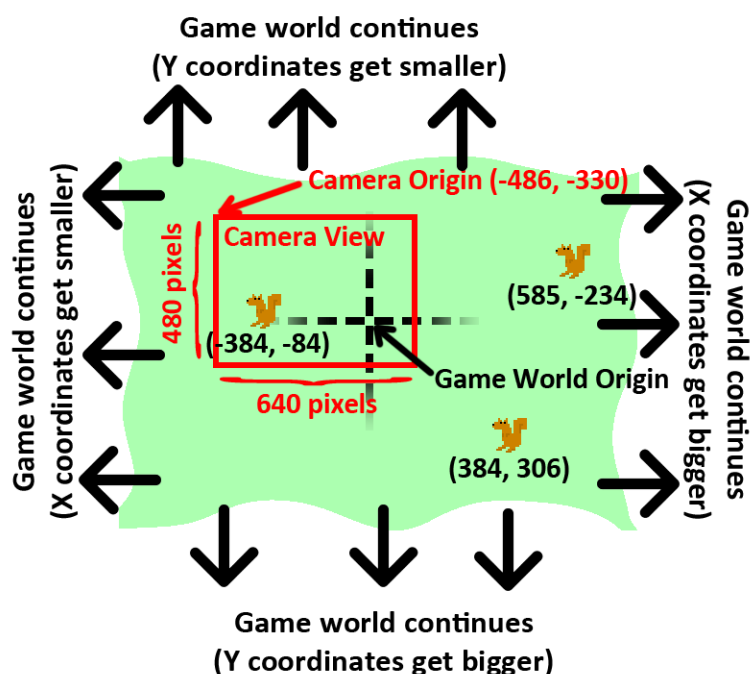 Game world continues
(Y coordinates get smaller)
Camera Origin (-486, -330)
Camera View
480 pixels
(-384, -84)
640 pixels
(585, -234)
Game World Origin
(384, 306)
Game world continues
(X coordinates get smaller)
Game world continues
(X coordinates get bigger)
Game world continues
(Y coordinates get bigger)